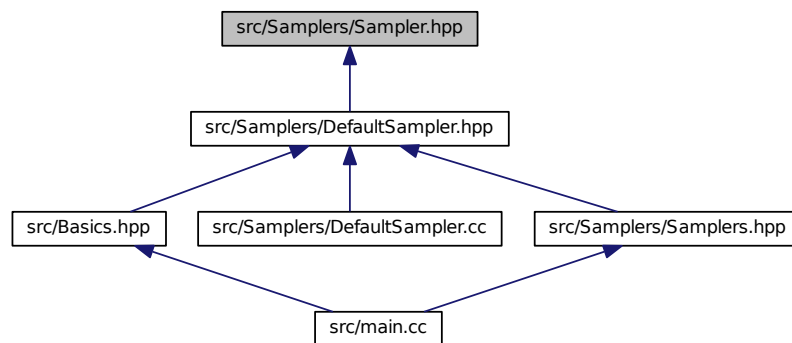 src/Samplers/Sampler.hpp
src/Samplers/DefaultSampler.hpp
src/Basics.hpp
src/Samplers/DefaultSampler.cc
src/Samplers/Samplers.hpp
src/main.cc